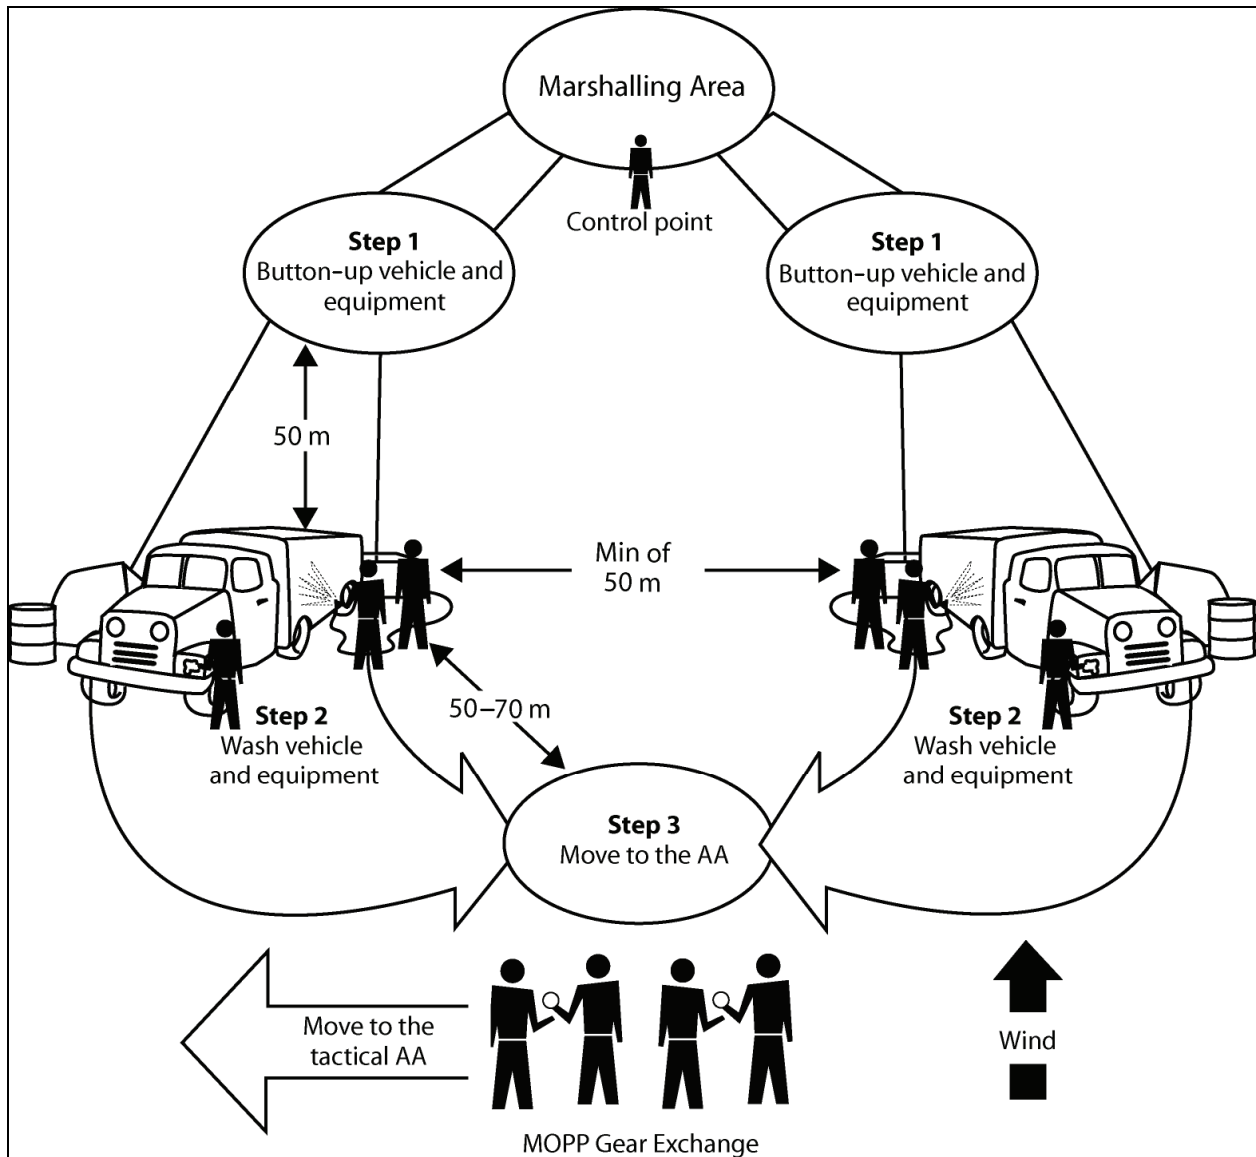 Marshalling Area
Control point
Step 1
Button-up vehicle and
equipment
Step 1
Button-up vehicle and
equipment
50 m
Min of
50 m
50–70 m
Step 2
Wash vehicle
and equipment
Step 2
Wash vehicle
and equipment
Step 3
Move to the AA
Move to the
tactical AA
Wind
MOPP Gear Exchange